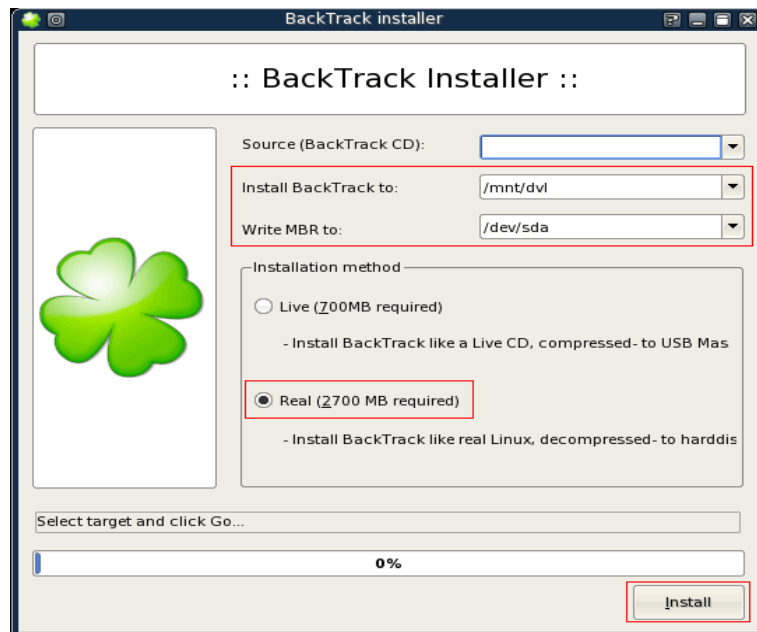 BackTrack installer
:: BackTrack Installer ::
Source (BackTrack CD):
Install BackTrack to: /mnt/dvl
Write MBR to: /dev/sda
Installation method
Live (700MB required)
- Install BackTrack like a Live CD, compressed- to USB Mas
Real (2700 MB required)
- Install BackTrack like real Linux, decompressed- to harddis
Select target and click Go...
0%
Install